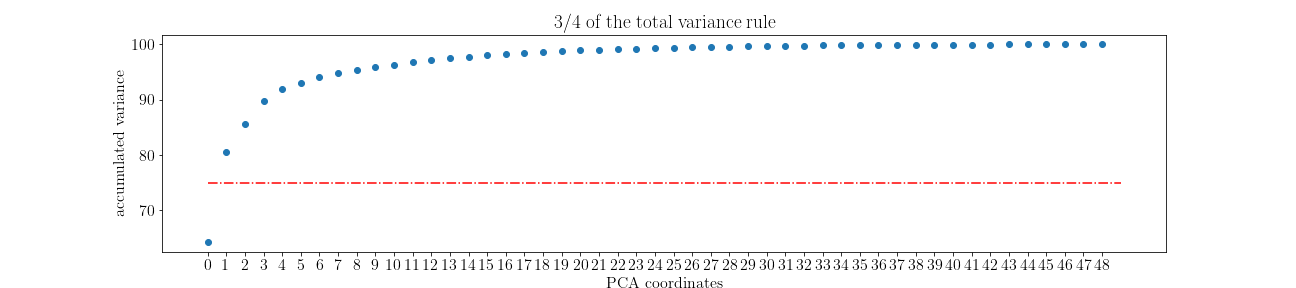 3/4 of the total variance rule
accumulated variance
100
90
80
70
0 1 2 3 4 5 6 7 8 9 10 11 12 13 14 15 16 17 18 19 20 21 22 23 24 25 26 27 28 29 30 31 32 33 34 35 36 37 38 39 40 41 42 43 44 45 46 47 48
PCA coordinates